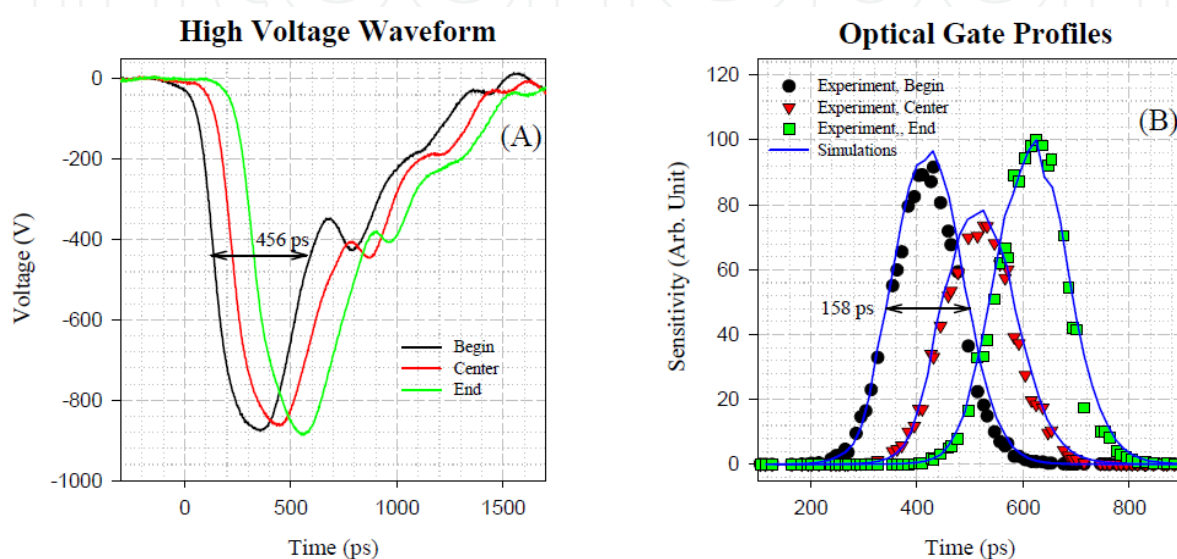 High Voltage Waveform
0
-200
-400
-600
-800
-1000
Voltage (V)
(A)
456 ps
Begin
Center
End
0
500
1000
1500
Time (ps)
Optical Gate Profiles
120
100
80
60
40
20
0
Sensitivity (Arb. Unit)
Experiment, Begin
Experiment, Center
Experiment,, End
Simulations
(B)
158 ps
200
400
600
800
Time (ps)